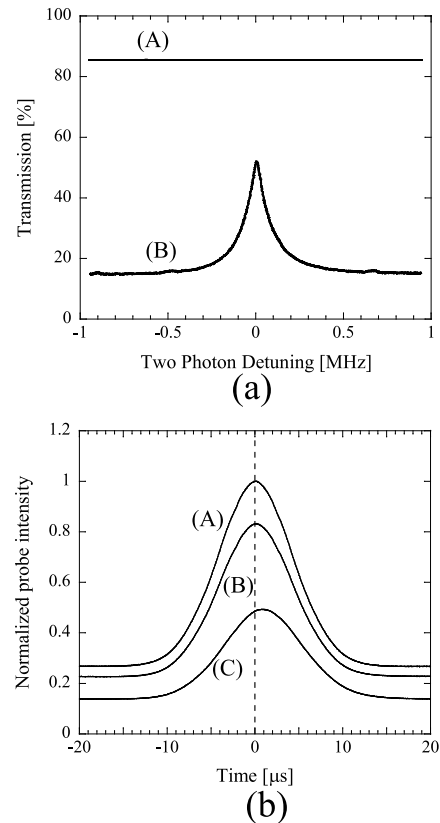 100
80
60
40
20
0
Transmission [%]
(A)
(B)
-1
-0.5
0
0.5
1
Two Photon Detuning [MHz]
(a)
1.2
1
0.8
0.6
0.4
0.2
0
Normalized probe intensity
(A)
(B)
(C)
-20
-10
0
10
20
Time [μs]
(b)